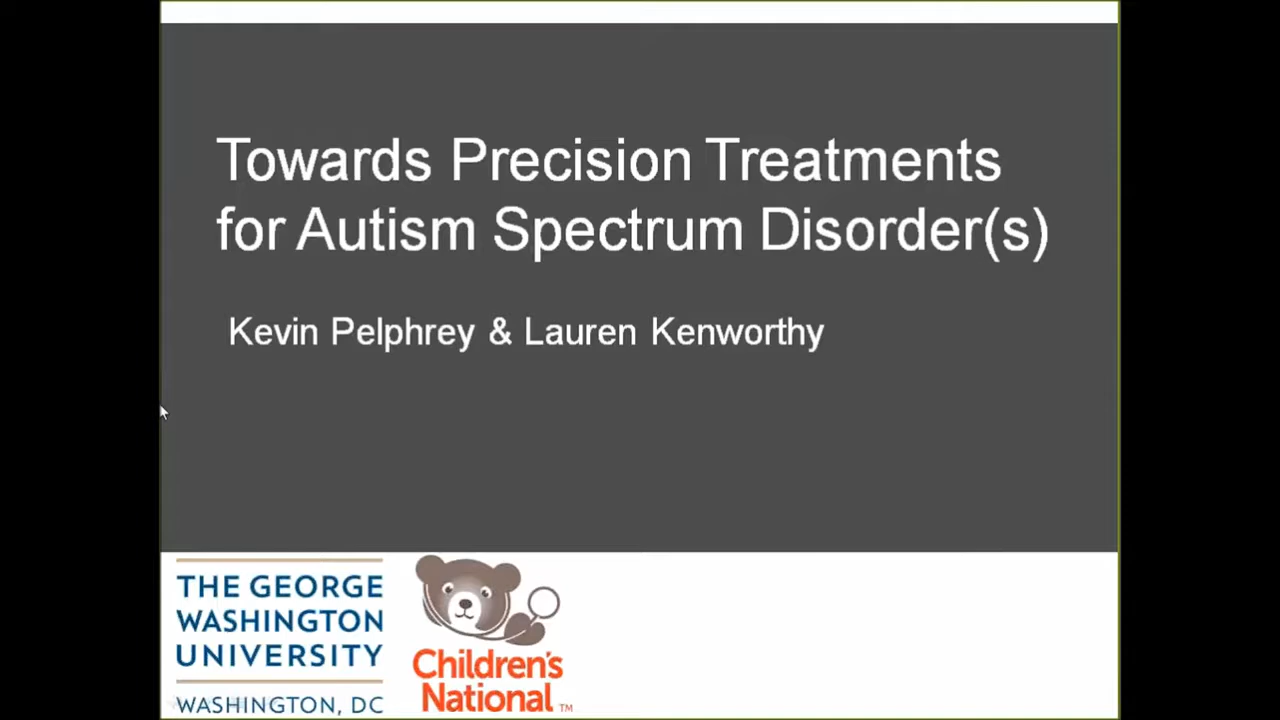 Towards Precision Treatments
for Autism Spectrum Disorder(s)
Kevin Pelphrey & Lauren Kenworthy
THE GEORGE
WASHINGTON
UNIVERSITY
WASHINGTON, DC
Children's
National TM